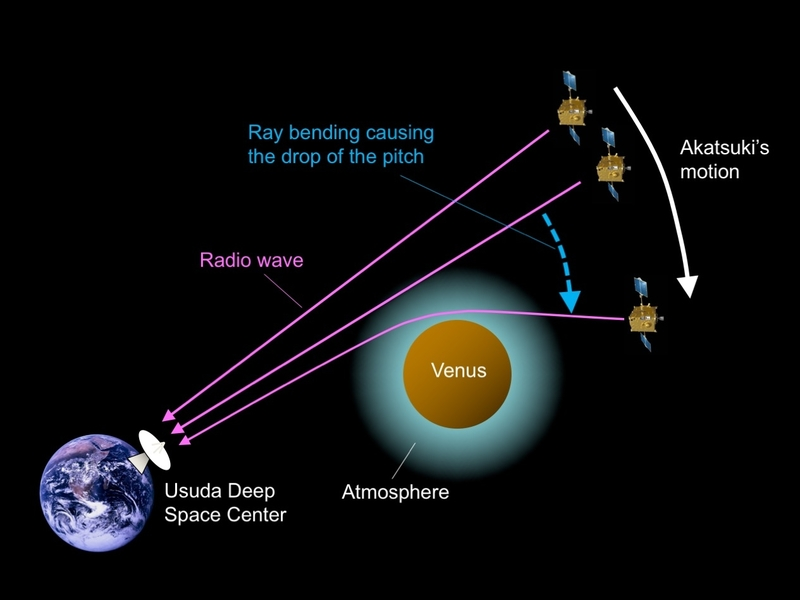 Ray bending causing
the drop of the pitch
Akatsuki's
motion
Radio wave
Venus
Usuda Deep
Space Center
Atmosphere